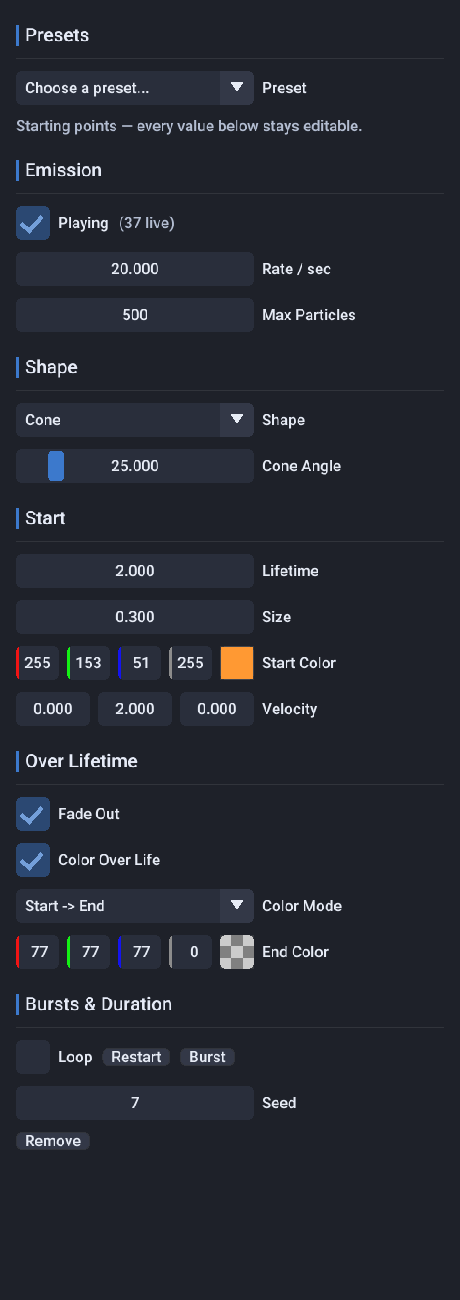 Presets
Choose a preset... Preset
Starting points — every value below stays editable.
Emission
Playing (37 live)
20.000 Rate / sec
500 Max Particles
Shape
Cone Shape
25.000 Cone Angle
Start
2.000 Lifetime
0.300 Size
255 153 51 255 Start Color
0.000 2.000 0.000 Velocity
Over Lifetime
Fade Out
Color Over Life
Start -> End Color Mode
77 77 77 0 End Color
Bursts & Duration
Loop Restart Burst
7 Seed
Remove